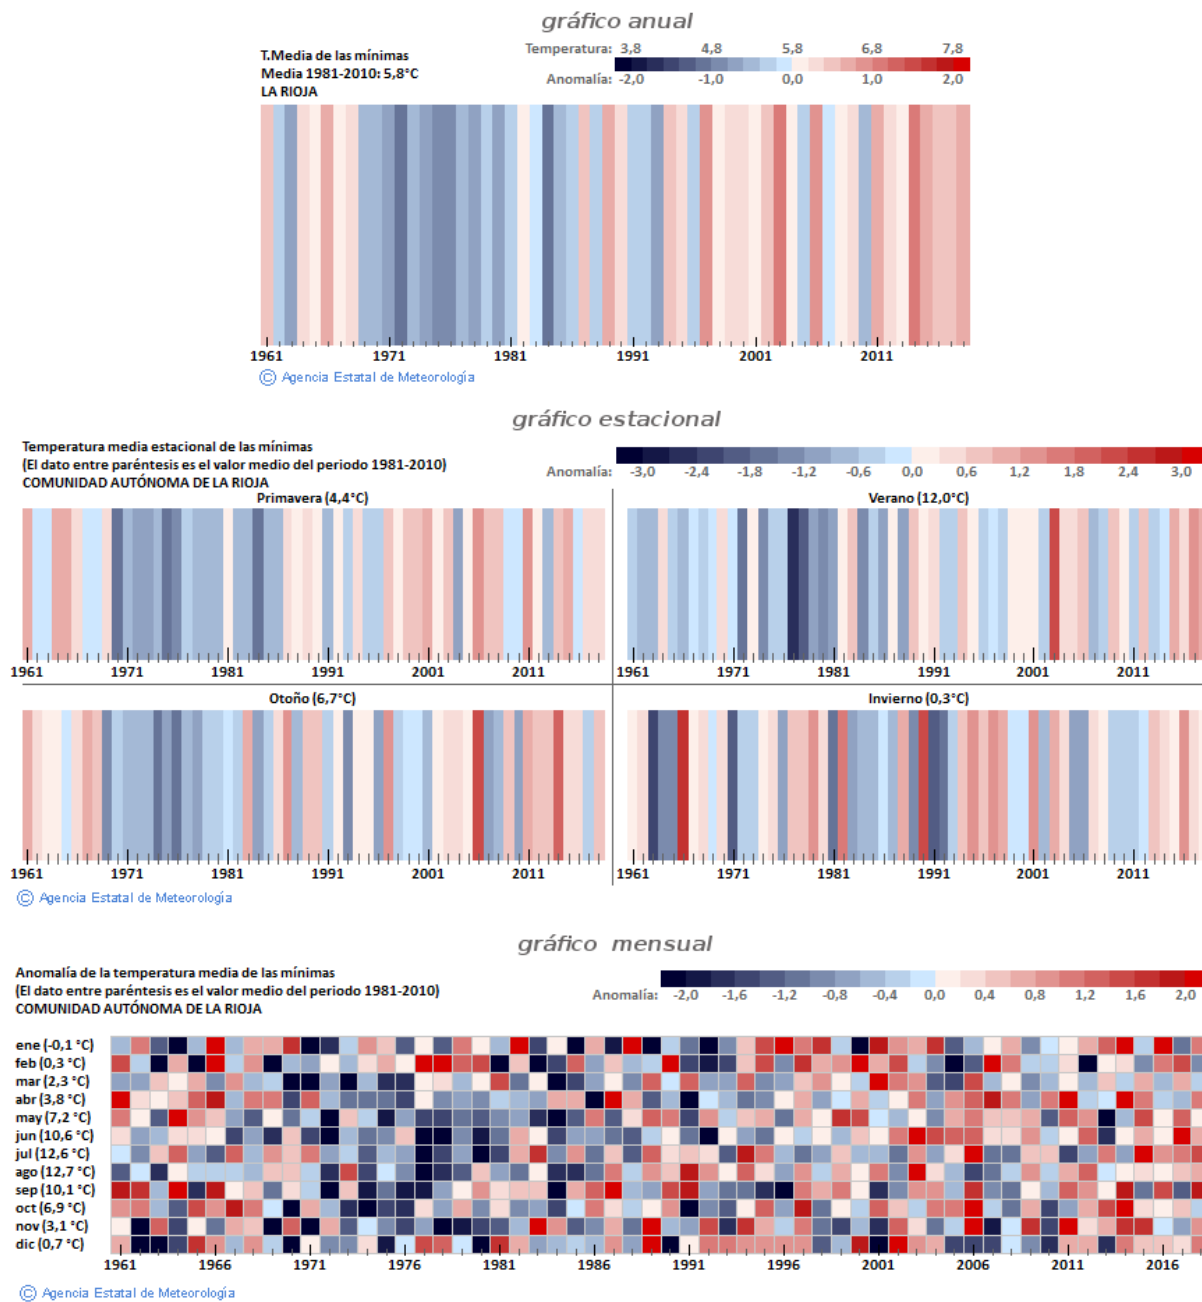 gráfico anual
T.Media de las mínimas
Media 1981-2010: 5,8°C
LA RIOJA
Temperatura: 3,8 4,8 5,8 6,8 7,8
Anomalía: -2,0 -1,0 0,0 1,0 2,0
1961 1971 1981 1991 2001 2011
© Agencia Estatal de Meteorología
gráfico estacional
Temperatura media estacional de las mínimas
(El dato entre paréntesis es el valor medio del periodo 1981-2010)
COMUNIDAD AUTÓNOMA DE LA RIOJA
Anomalía: -3,0 -2,4 -1,8 -1,2 -0,6 0,0 0,6 1,2 1,8 2,4 3,0
Primavera (4,4°C) Verano (12,0°C)
1961 1971 1981 1991 2001 2011 1961 1971 1981 1991 2001 2011
Otoño (6,7°C) Invierno (0,3°C)
1961 1971 1981 1991 2001 2011 1961 1971 1981 1991 2001 2011
© Agencia Estatal de Meteorología
gráfico mensual
Anomalía de la temperatura media de las mínimas
(El dato entre paréntesis es el valor medio del periodo 1981-2010)
COMUNIDAD AUTÓNOMA DE LA RIOJA
Anomalía: -2,0 -1,6 -1,2 -0,8 -0,4 0,0 0,4 0,8 1,2 1,6 2,0
ene (-0,1 °C)
feb (0,3 °C)
mar (2,3 °C)
abr (3,8 °C)
may (7,2 °C)
jun (10,6 °C)
jul (12,6 °C)
ago (12,7 °C)
sep (10,1 °C)
oct (6,9 °C)
nov (3,1 °C)
dic (0,7 °C)
1961 1966 1971 1976 1981 1986 1991 1996 2001 2006 2011 2016
© Agencia Estatal de Meteorología